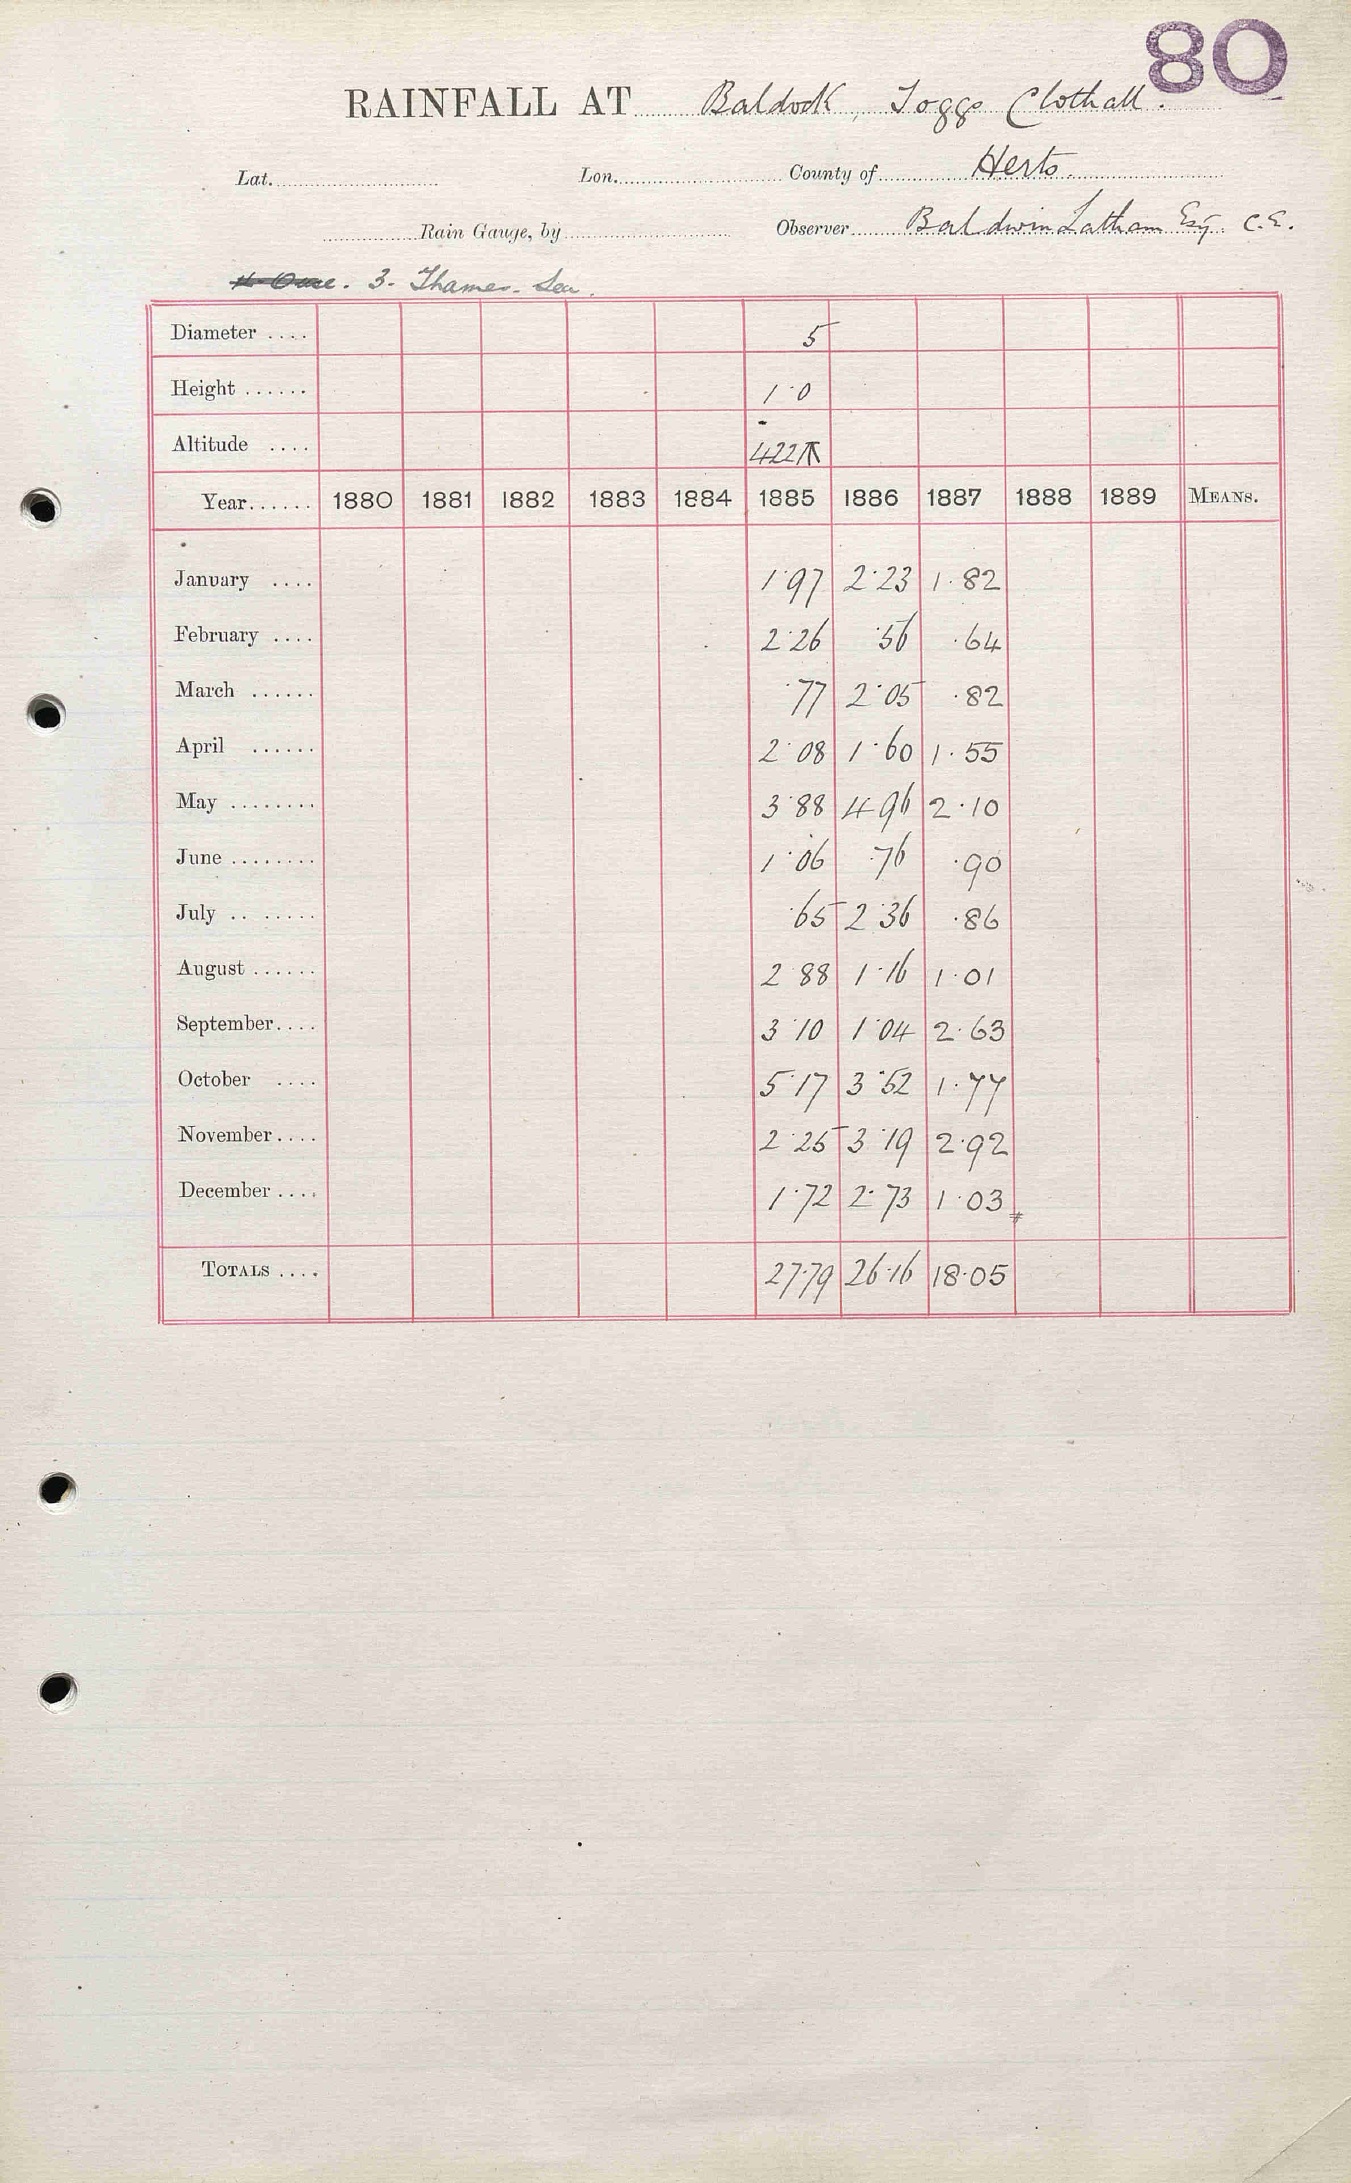 80
RAINFALL AT Baldock, Toggs Clothall.
Lat. Lon. County of Herts.
Rain Gauge, by Observer Baldwin Latham Esq. C.E.
3. Thames - Lea.
Diameter .... 5
Height ...... 1·0
Altitude .... 422
Year...... 1880 1881 1882 1883 1884 1885 1886 1887 1888 1889 MEANS.
January .... 1·97 2·23 1·82
February .... 2·26 ·56 ·64
March ...... ·77 2·05 ·82
April ...... 2·08 1·60 1·55
May ........ 3·88 4·96 2·10
June ........ 1·06 ·76 ·90
July .. ..... ·65 2·36 ·86
August ...... 2·88 1·16 1·01
September.... 3·10 1·04 2·63
October .... 5·17 3·52 1·77
November.... 2·25 3·19 2·92
December .... 1·72 2·73 1·03
TOTALS .... 27·79 26·16 18·05